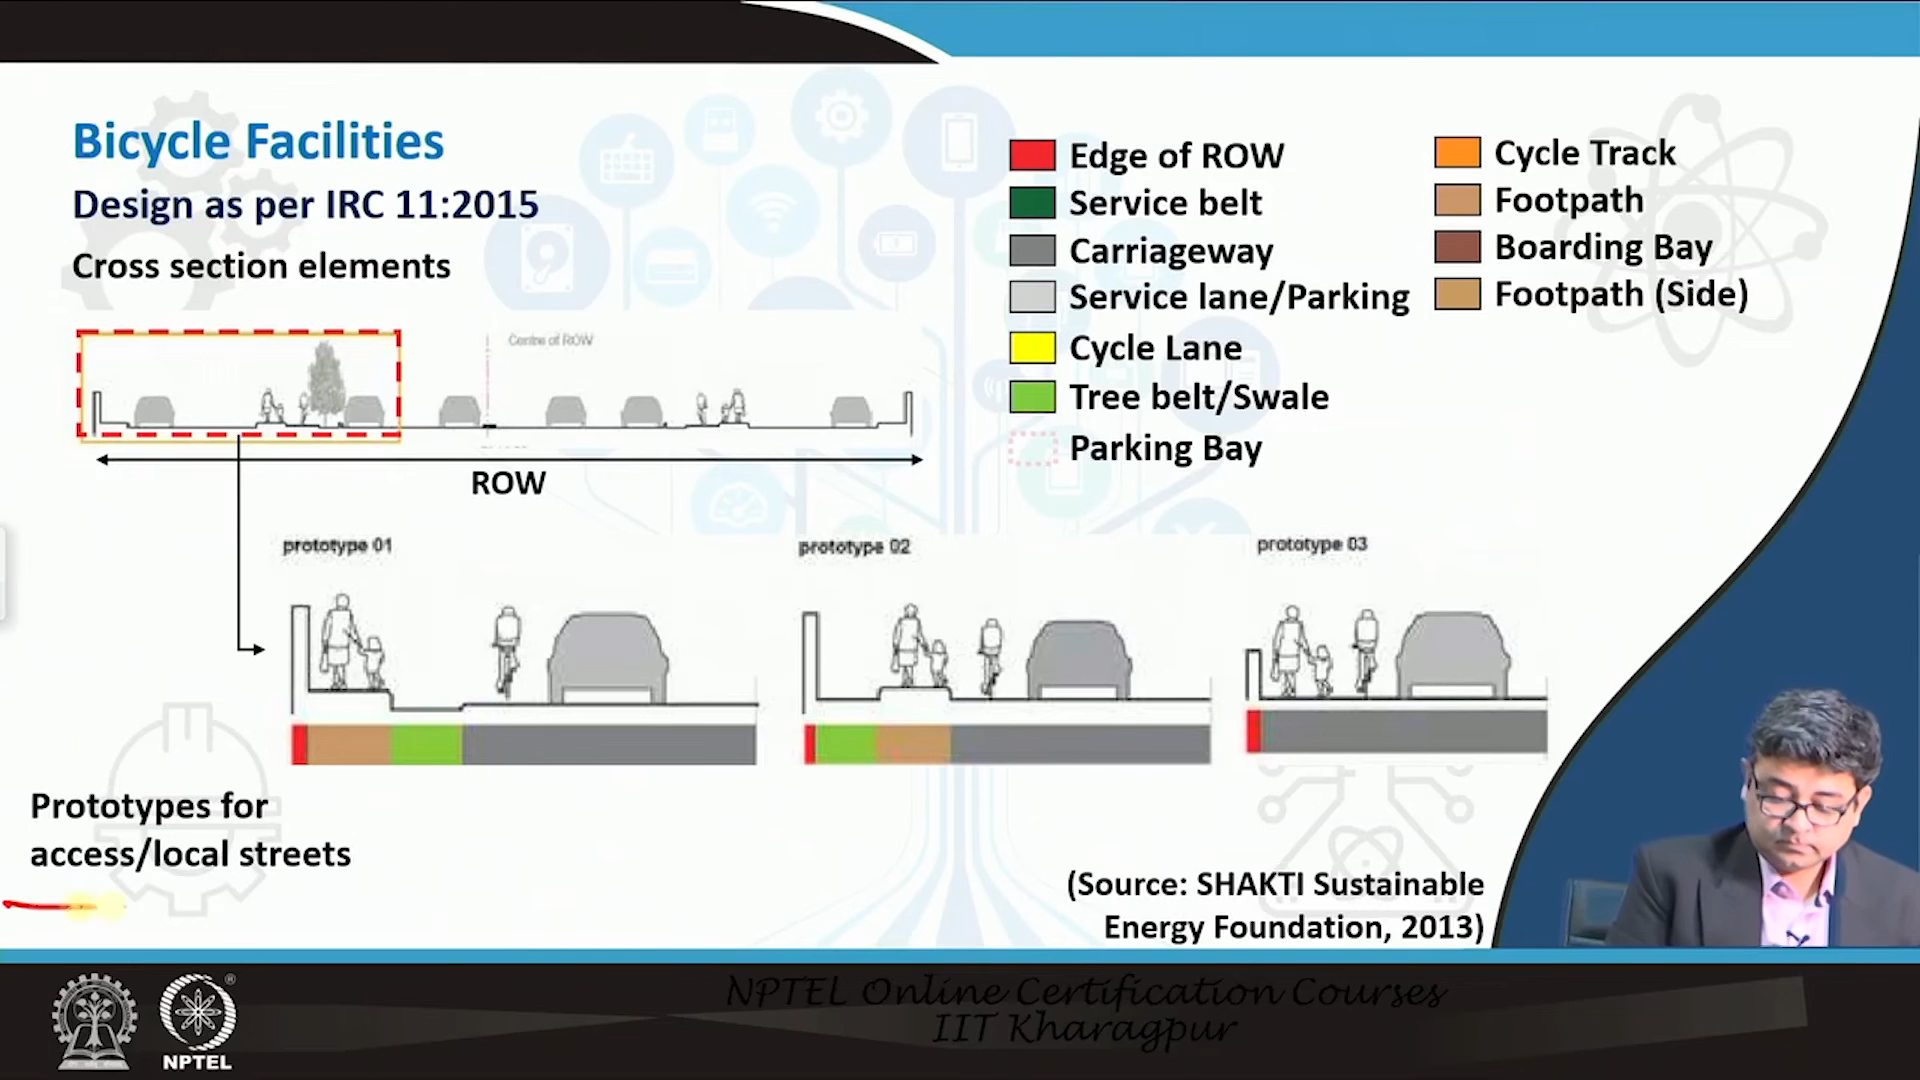 Bicycle Facilities
Design as per IRC 11:2015
Cross section elements
Edge of ROW
Service belt
Carriageway
Service lane/Parking
Cycle Lane
Tree belt/Swale
Parking Bay
Cycle Track
Footpath
Boarding Bay
Footpath (Side)
Centre of ROW
ROW
prototype 01
prototype 02
prototype 03
Prototypes for
access/local streets
(Source: SHAKTI Sustainable
Energy Foundation, 2013)
NPTEL Online Certification Courses
IIT Kharagpur
®
NPTEL